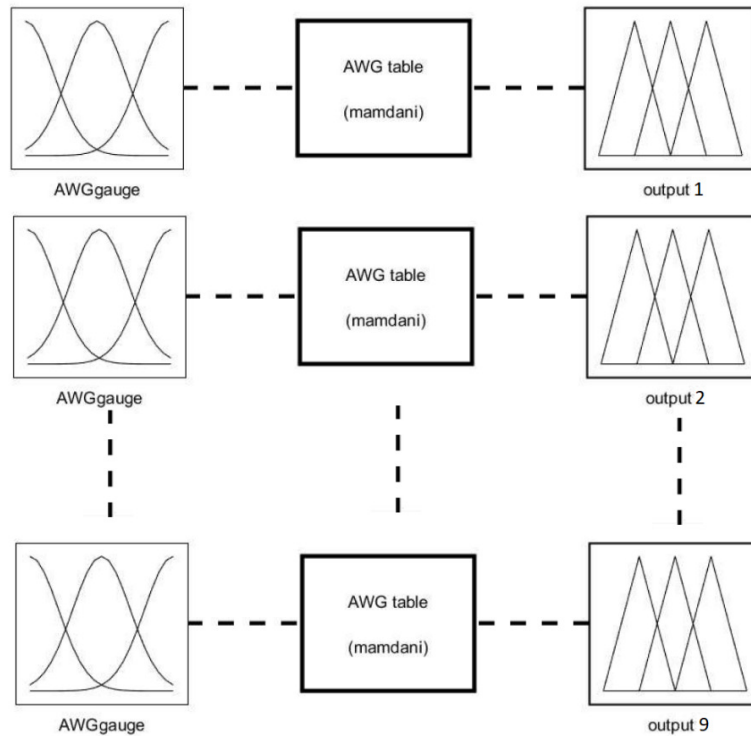 AWG table
(mamdani)
AWGgauge
output 1
AWG table
(mamdani)
AWGgauge
output 2
AWG table
(mamdani)
AWGgauge
output 9